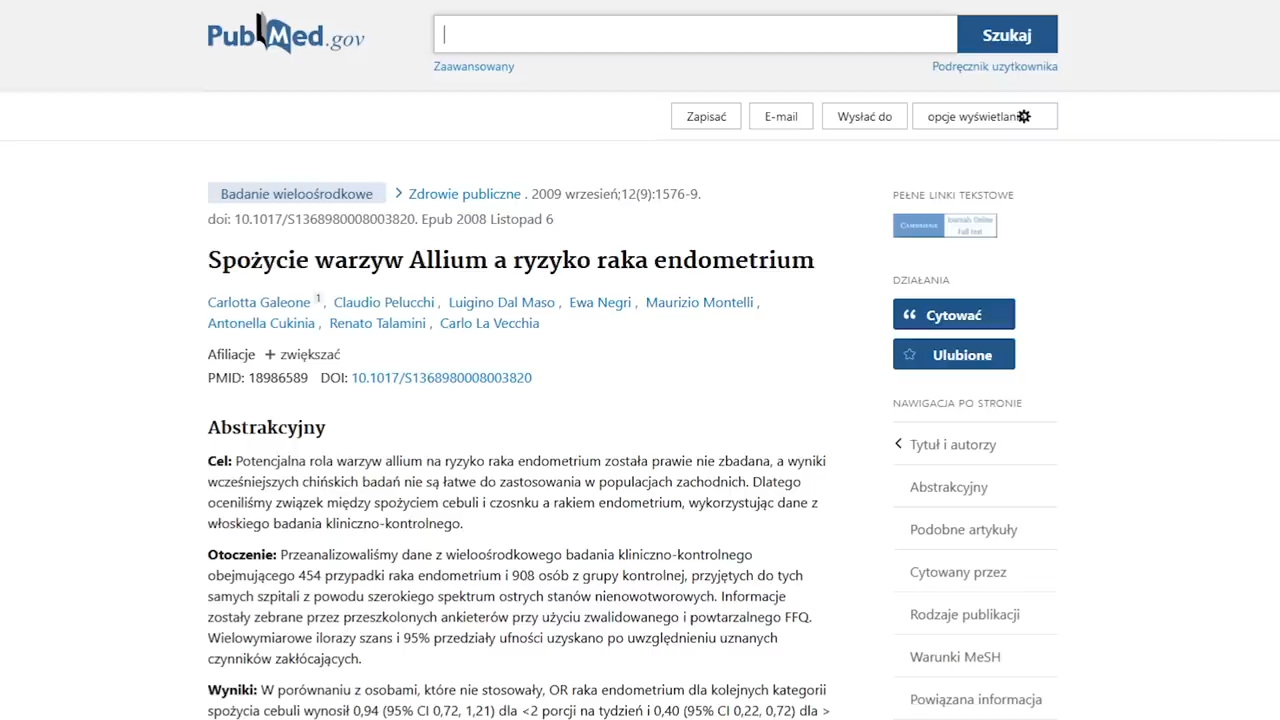 PubMed.gov
Szukaj
Zaawansowany
Podręcznik uzytkownika
Zapisać
E-mail
Wysłać do
opcje wyświetlani
Badanie wieloośrodkowe
Zdrowie publiczne . 2009 wrzesień;12(9):1576-9.
doi: 10.1017/S1368980008003820. Epub 2008 Listopad 6
Spożycie warzyw Allium a ryzyko raka endometrium
Carlotta Galeone 1 , Claudio Pelucchi , Luigino Dal Maso , Ewa Negri , Maurizio Montelli ,
Antonella Cukinia , Renato Talamini , Carlo La Vecchia
Afiliacje + zwiększać
PMID: 18986589 DOI: 10.1017/S1368980008003820
Abstrakcyjny
Cel: Potencjalna rola warzyw allium na ryzyko raka endometrium została prawie nie zbadana, a wyniki
wcześniejszych chińskich badań nie są łatwe do zastosowania w populacjach zachodnich. Dlatego
oceniliśmy związek między spożyciem cebuli i czosnku a rakiem endometrium, wykorzystując dane z
włoskiego badania kliniczno-kontrolnego.
Otoczenie: Przeanalizowaliśmy dane z wieloośrodkowego badania kliniczno-kontrolnego
obejmującego 454 przypadki raka endometrium i 908 osób z grupy kontrolnej, przyjętych do tych
samych szpitali z powodu szerokiego spektrum ostrych stanów nienowotworowych. Informacje
zostały zebrane przez przeszkolonych ankieterów przy użyciu zwalidowanego i powtarzalnego FFQ.
Wielowymiarowe ilorazy szans i 95% przedziały ufności uzyskano po uwzględnieniu uznanych
czynników zakłócających.
Wyniki: W porównaniu z osobami, które nie stosowały, OR raka endometrium dla kolejnych kategorii
spożycia cebuli wynosił 0,94 (95% CI 0,72, 1,21) dla <2 porcji na tydzień i 0,40 (95% CI 0,22, 0,72) dla >
PEŁNE LINKI TEKSTOWE
CAMBRIDGE
Journals Online
Full text
DZIAŁANIA
Cytować
Ulubione
NAWIGACJA PO STRONIE
Tytuł i autorzy
Abstrakcyjny
Podobne artykuły
Cytowany przez
Rodzaje publikacji
Warunki MeSH
Powiązana informacja